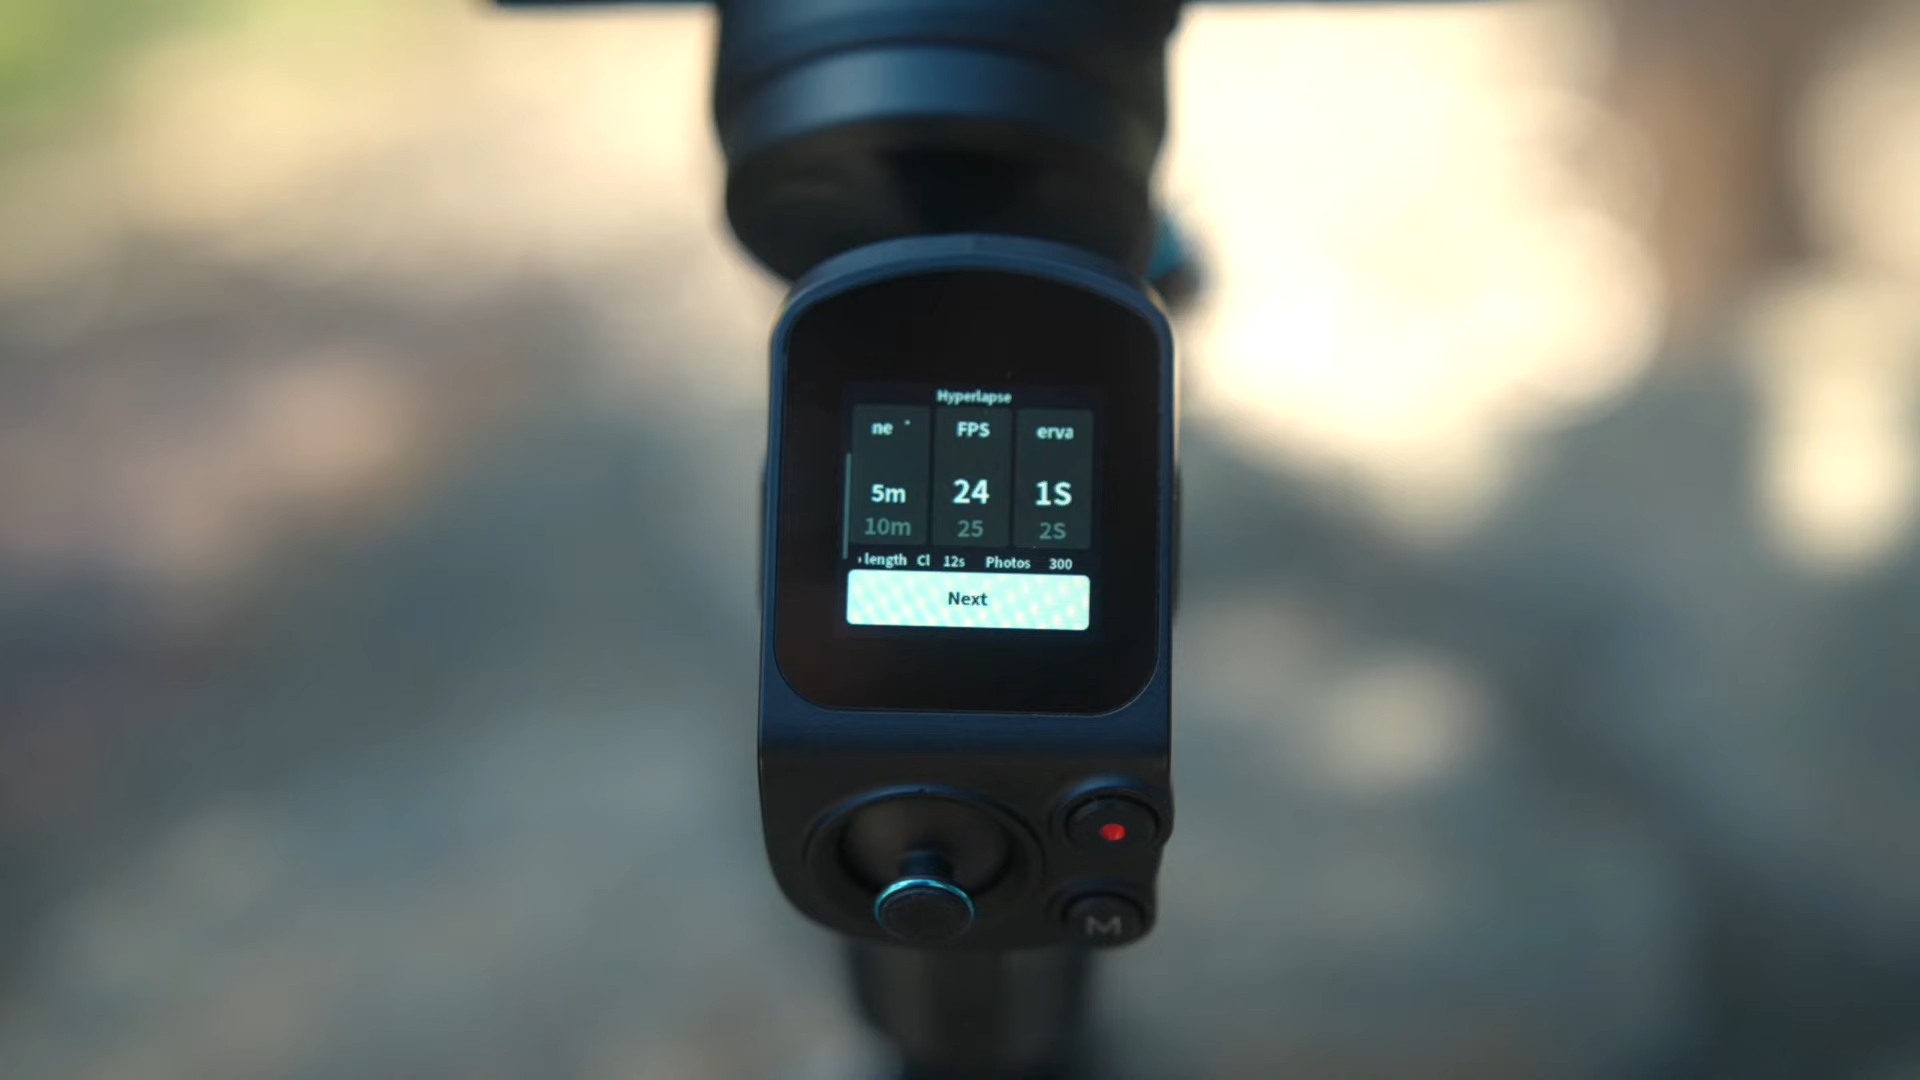 Hyperlapse
ne FPS erva
5m 24 1S
10m 25 2S
length Cl 12s Photos 300
Next
M